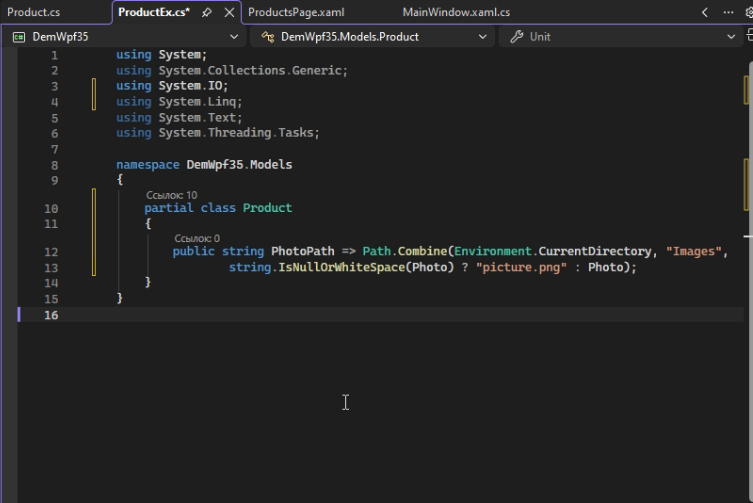 Product.cs ProductEx.cs* ProductsPage.xaml MainWindow.xaml.cs
DemWpf35 DemWpf35.Models.Product Unit
1 using System;
2 using System.Collections.Generic;
3 using System.IO;
4 using System.Linq;
5 using System.Text;
6 using System.Threading.Tasks;
7
8 namespace DemWpf35.Models
9 {
Ссылок: 10
10 partial class Product
11 {
Ссылок: 0
12 public string PhotoPath => Path.Combine(Environment.CurrentDirectory, "Images",
13 string.IsNullOrWhiteSpace(Photo) ? "picture.png" : Photo);
14 }
15 }
16